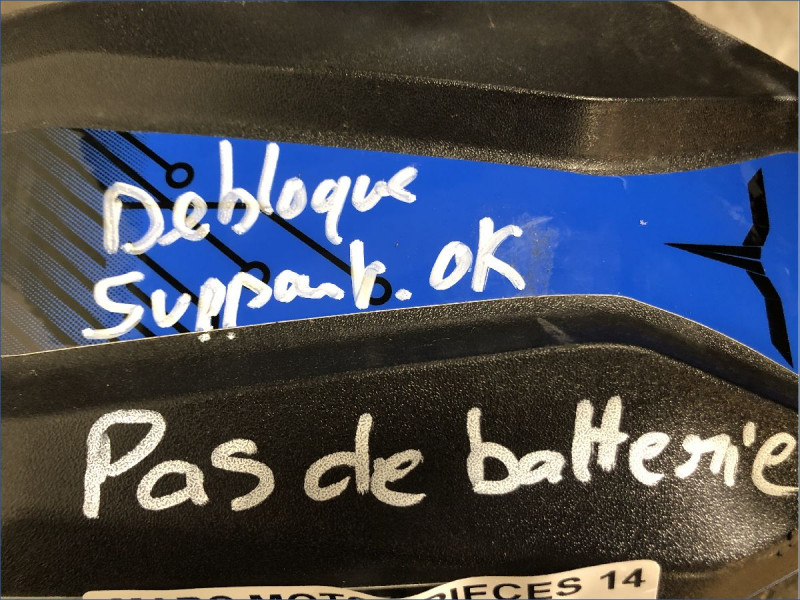 Debloque
Support. OK
Pas de batterie
PIECES 14